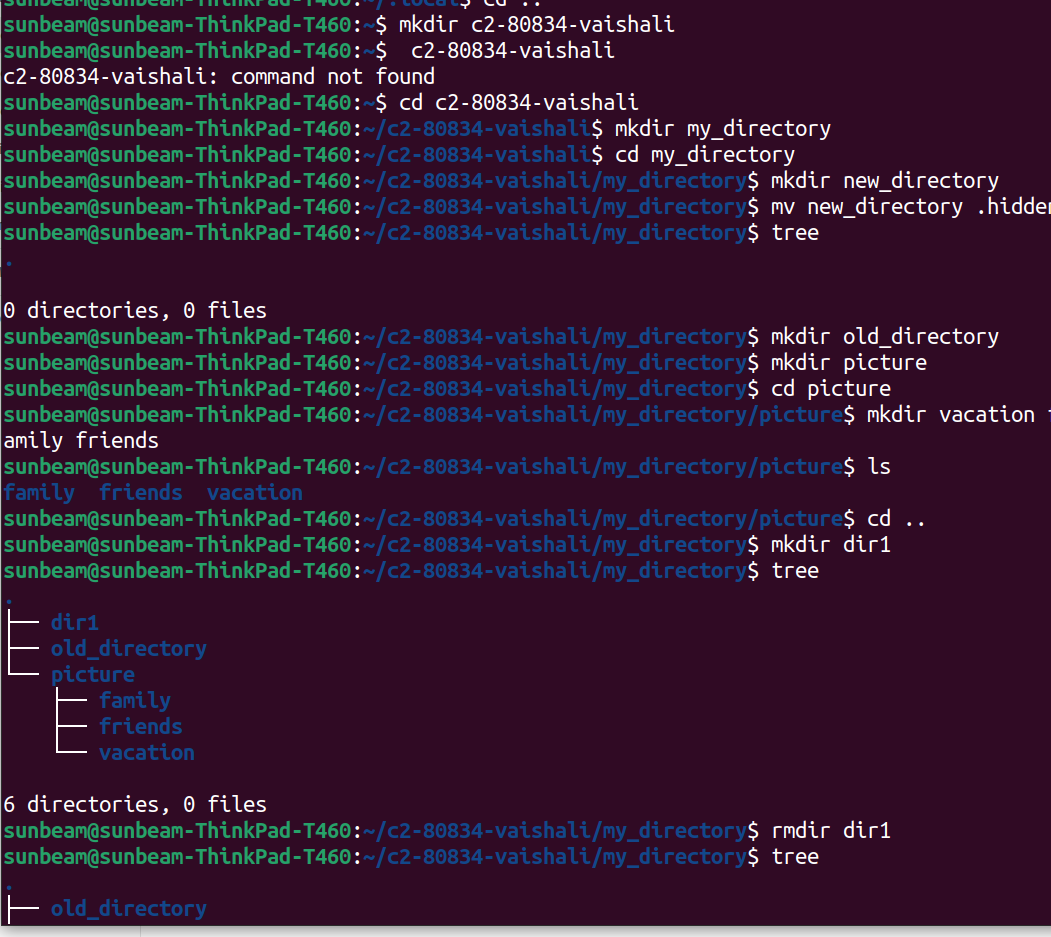 sunbeam@sunbeam-ThinkPad-T460:~/.local$ cd ..
sunbeam@sunbeam-ThinkPad-T460:~$ mkdir c2-80834-vaishali
sunbeam@sunbeam-ThinkPad-T460:~$  c2-80834-vaishali
c2-80834-vaishali: command not found
sunbeam@sunbeam-ThinkPad-T460:~$ cd c2-80834-vaishali
sunbeam@sunbeam-ThinkPad-T460:~/c2-80834-vaishali$ mkdir my_directory
sunbeam@sunbeam-ThinkPad-T460:~/c2-80834-vaishali$ cd my_directory
sunbeam@sunbeam-ThinkPad-T460:~/c2-80834-vaishali/my_directory$ mkdir new_directory
sunbeam@sunbeam-ThinkPad-T460:~/c2-80834-vaishali/my_directory$ mv new_directory .hidden
sunbeam@sunbeam-ThinkPad-T460:~/c2-80834-vaishali/my_directory$ tree
.
0 directories, 0 files
sunbeam@sunbeam-ThinkPad-T460:~/c2-80834-vaishali/my_directory$ mkdir old_directory
sunbeam@sunbeam-ThinkPad-T460:~/c2-80834-vaishali/my_directory$ mkdir picture
sunbeam@sunbeam-ThinkPad-T460:~/c2-80834-vaishali/my_directory$ cd picture
sunbeam@sunbeam-ThinkPad-T460:~/c2-80834-vaishali/my_directory/picture$ mkdir vacation f
amily friends
sunbeam@sunbeam-ThinkPad-T460:~/c2-80834-vaishali/my_directory/picture$ ls
family  friends  vacation
sunbeam@sunbeam-ThinkPad-T460:~/c2-80834-vaishali/my_directory/picture$ cd ..
sunbeam@sunbeam-ThinkPad-T460:~/c2-80834-vaishali/my_directory$ mkdir dir1
sunbeam@sunbeam-ThinkPad-T460:~/c2-80834-vaishali/my_directory$ tree
.
├── dir1
├── old_directory
└── picture
    ├── family
    ├── friends
    └── vacation
6 directories, 0 files
sunbeam@sunbeam-ThinkPad-T460:~/c2-80834-vaishali/my_directory$ rmdir dir1
sunbeam@sunbeam-ThinkPad-T460:~/c2-80834-vaishali/my_directory$ tree
.
├── old_directory